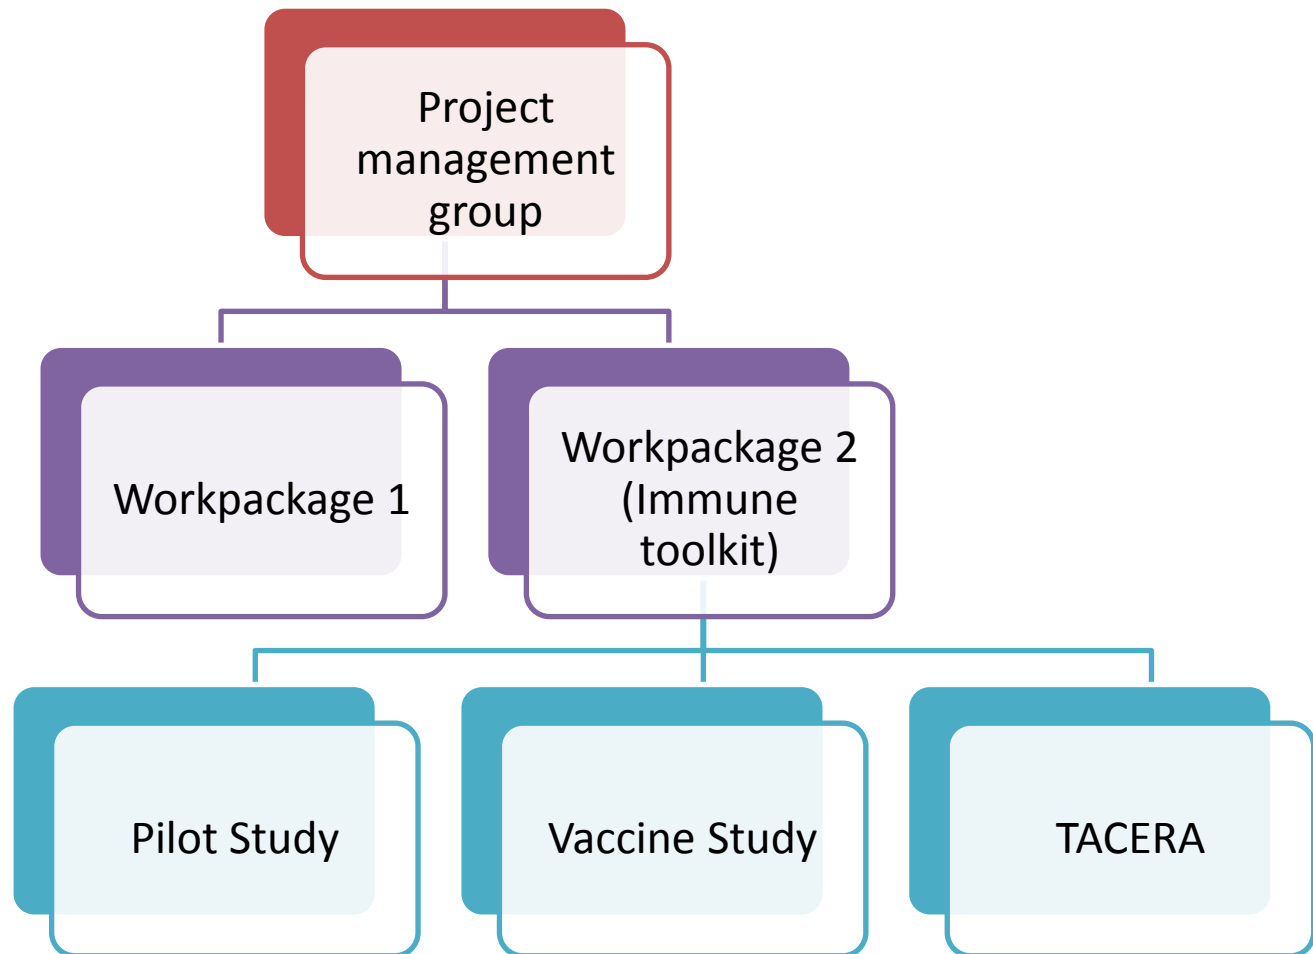 Project
management
group
Workpackage 1
Workpackage 2
(Immune
toolkit)
Pilot Study
Vaccine Study
TACERA